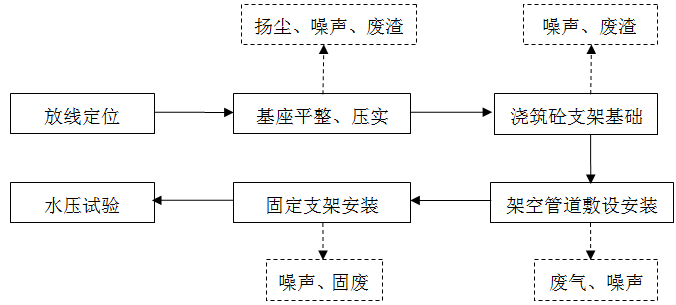 扬尘、噪声、废渣
噪声、废渣
放线定位
基座平整、压实
浇筑砼支架基础
水压试验
固定支架安装
架空管道敷设安装
噪声、固废
废气、噪声